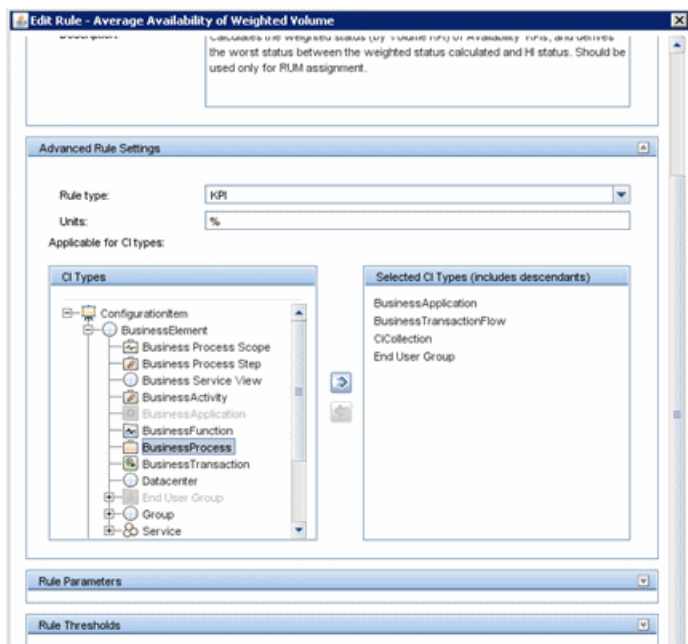 Edit Rule - Average Availability of Weighted Volume
Description
Calculates the weighted status (by Volume KPI) of Availability KPIs, and derives
the worst status between the weighted status calculated and HI status. Should be
used only for RUM assignment.
Advanced Rule Settings
Rule type:
KPI
Units:
%
Applicable for CI types:
CI Types
ConfigurationItem
BusinessElement
Business Process Scope
Business Process Step
Business Service View
BusinessActivity
BusinessApplication
BusinessFunction
BusinessProcess
BusinessTransaction
Datacenter
End User Group
Group
Service
Selected CI Types (includes descendants)
BusinessApplication
BusinessTransactionFlow
CiCollection
End User Group
Rule Parameters
Rule Thresholds